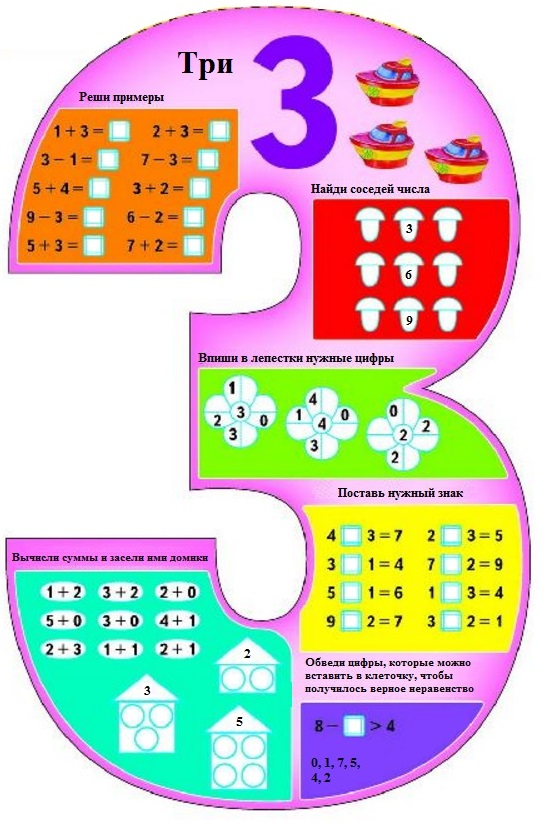 Три 3
Реши примеры
1 + 3 = 2 + 3 =
3 − 1 = 7 − 3 =
5 + 4 = 3 + 2 =
9 − 3 = 6 − 2 =
5 + 3 = 7 + 2 =
Найди соседей числа
3
6
9
Впиши в лепестки нужные цифры
1
2 3 0
3
4
1 4 0
3
0
2 2
2
Поставь нужный знак
4 3 = 7 2 3 = 5
3 1 = 4 7 2 = 9
5 1 = 6 1 3 = 4
9 2 = 7 3 2 = 1
Вычисли суммы и засели ими домики
1 + 2 3 + 2 2 + 0
5 + 0 3 + 0 4 + 1
2 + 3 1 + 1 2 + 1
2
3
5
Обведи цифры, которые можно
вставить в клеточку, чтобы
получилось верное неравенство
8 − > 4
0, 1, 7, 5,
4, 2